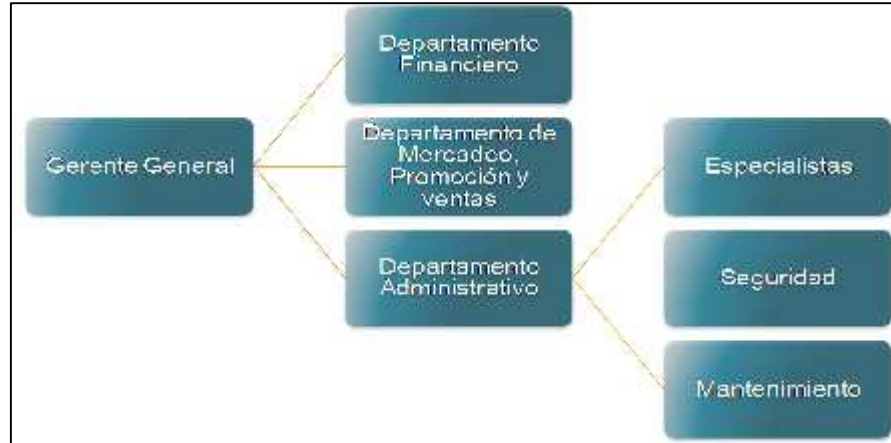 Departamento
Financiero
Gerente General
Departamento de
Mercadeo,
Promoción y
ventas
Departamento
Administrativo
Especialistas
Seguridad
Mantenimiento